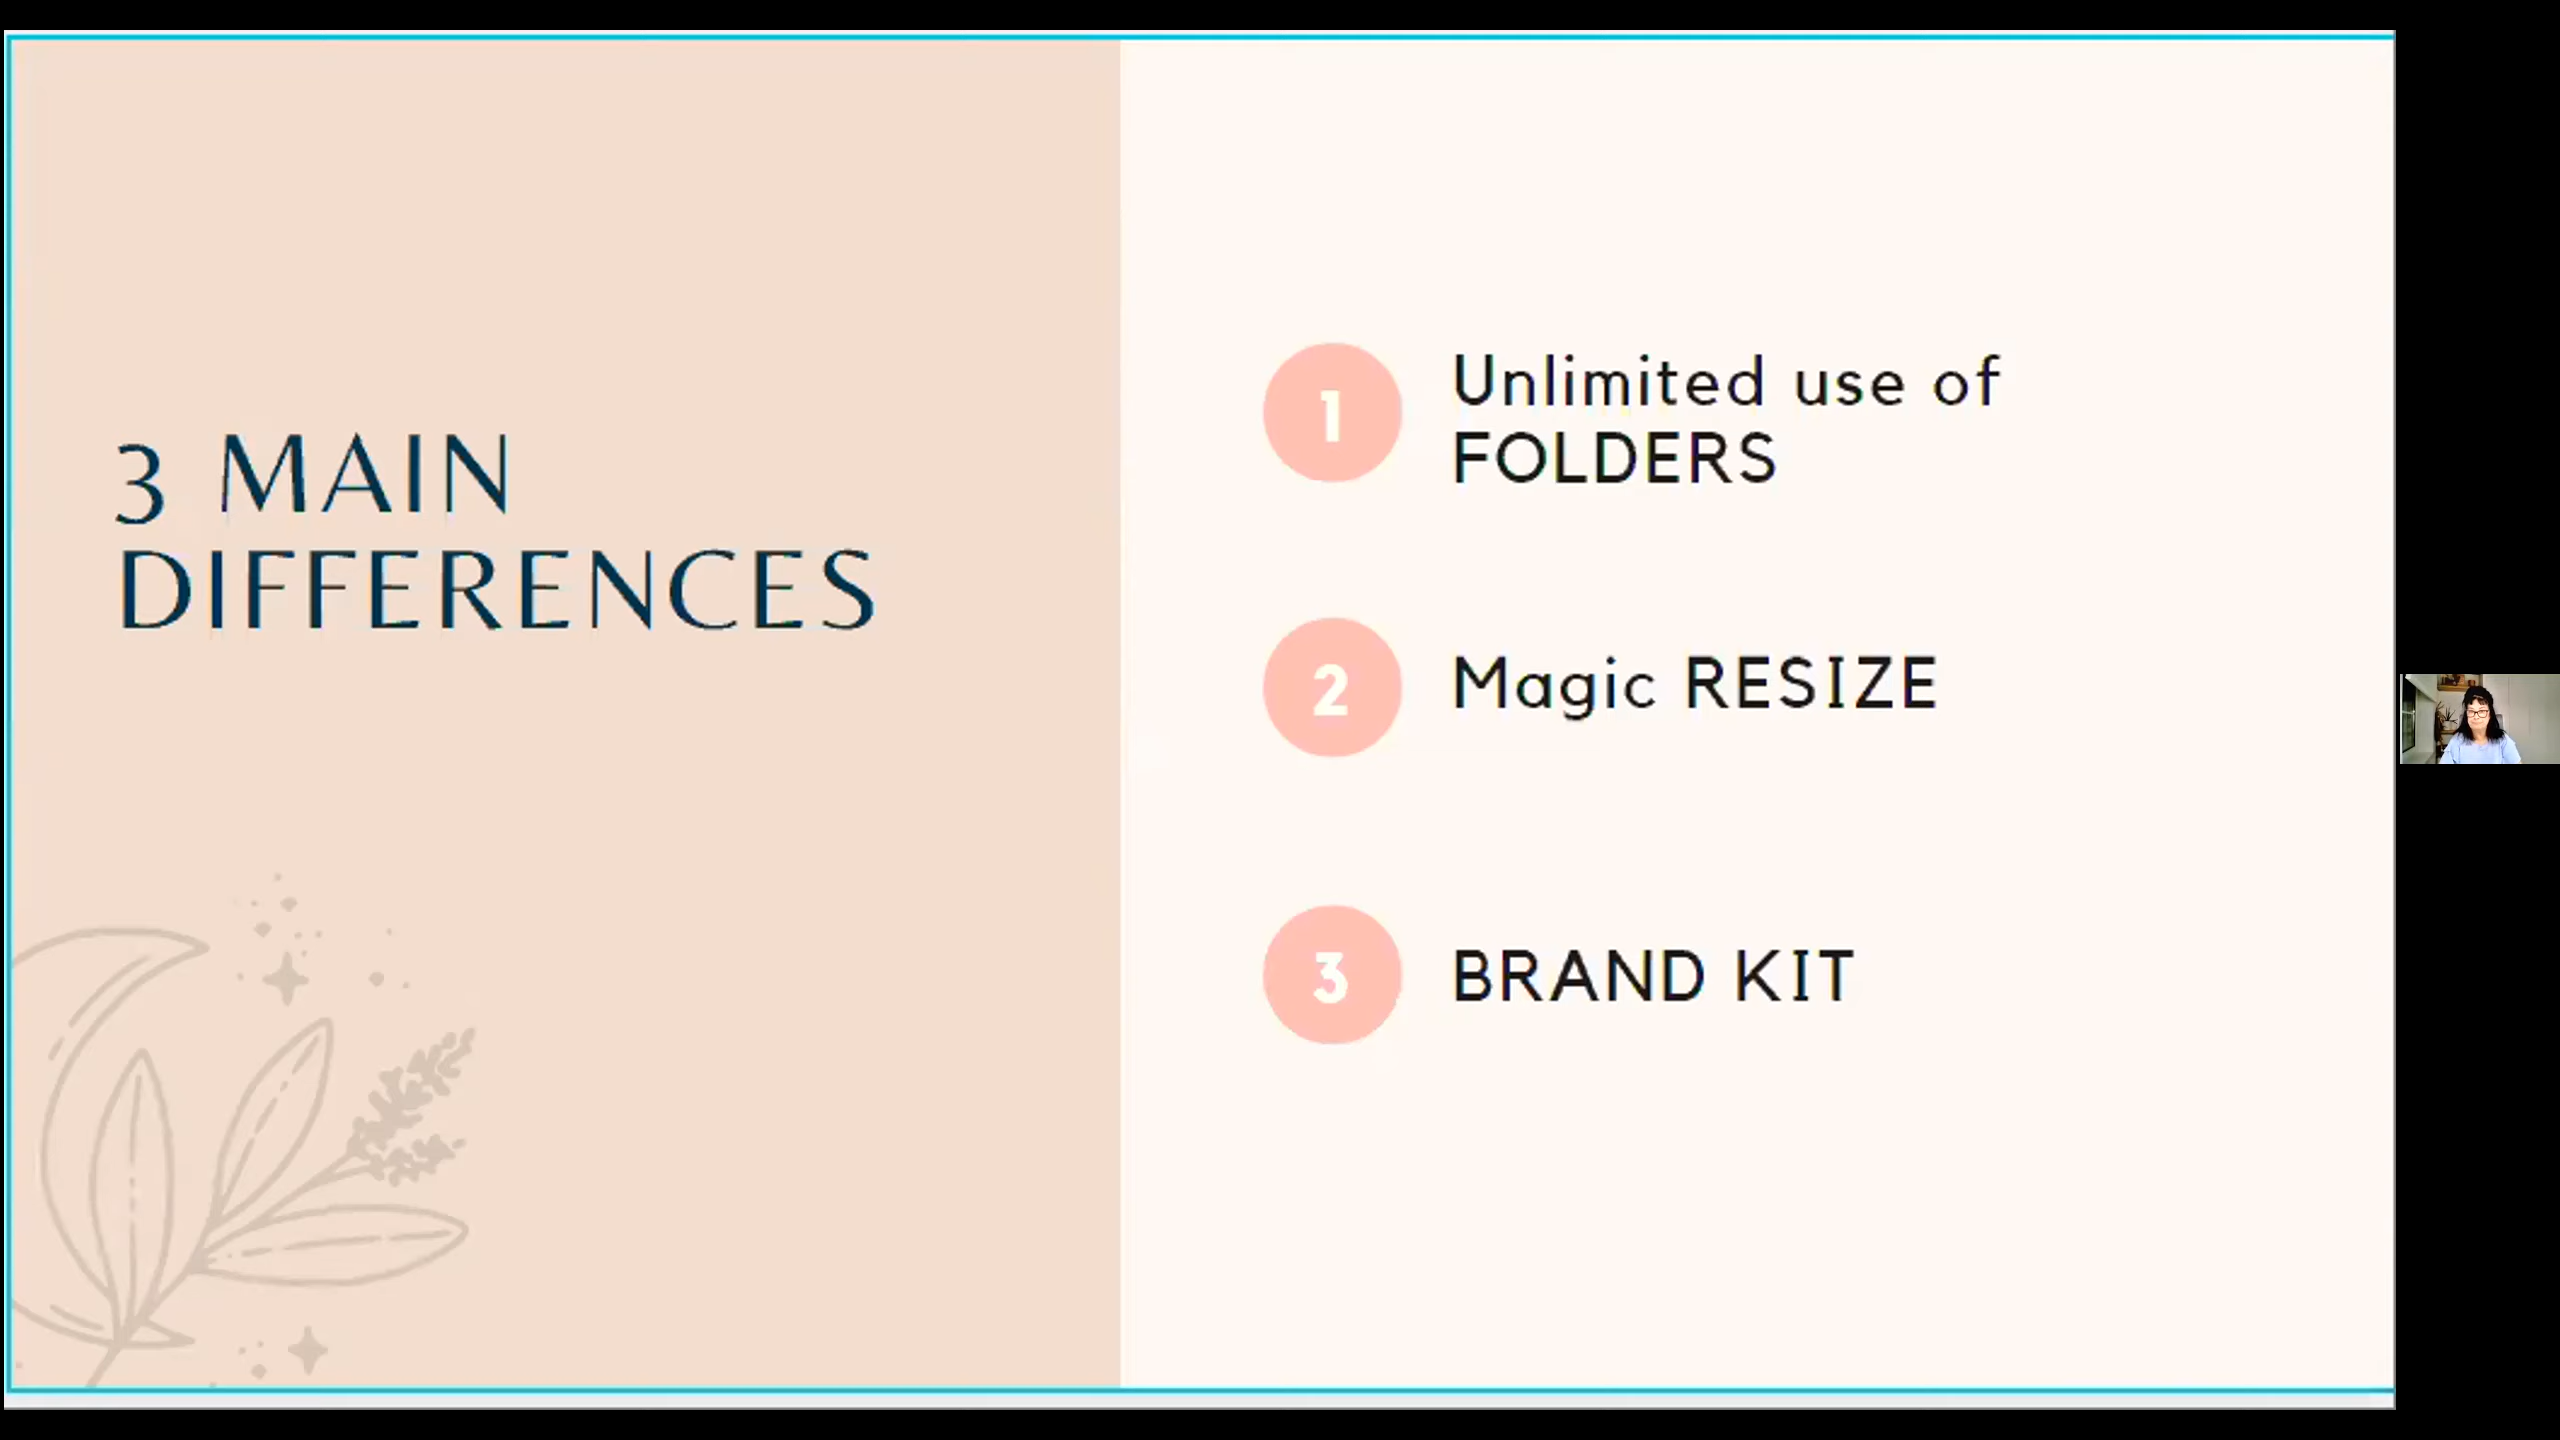 3 MAIN
DIFFERENCES
1
Unlimited use of
FOLDERS
2
Magic RESIZE
3
BRAND KIT